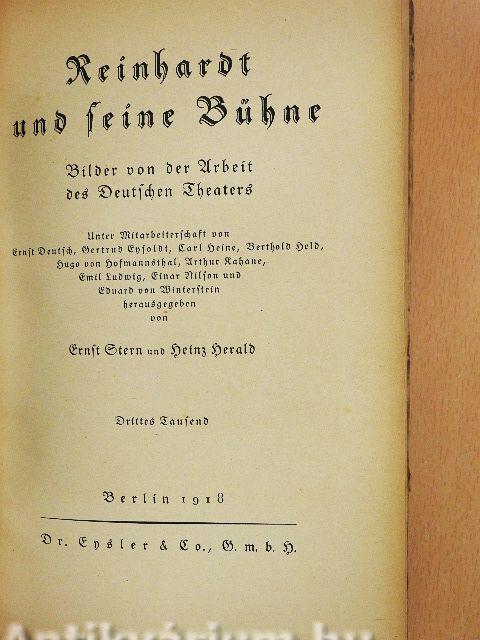 Reinhardt
und seine Bühne
Bilder von der Arbeit
des Deutschen Theaters
Unter Mitarbeiterschaft von
Ernst Deutsch, Gertrud Eysoldt, Carl Heine, Berthold Held,
Hugo von Hofmannsthal, Arthur Kahane,
Emil Ludwig, Einar Nilson und
Eduard von Winterstein
herausgegeben
von
Ernst Stern und Heinz Herald
Drittes Tausend
Berlin 1918
Dr. Eysler & Co., G. m. b. H.
Antikvárium.hu